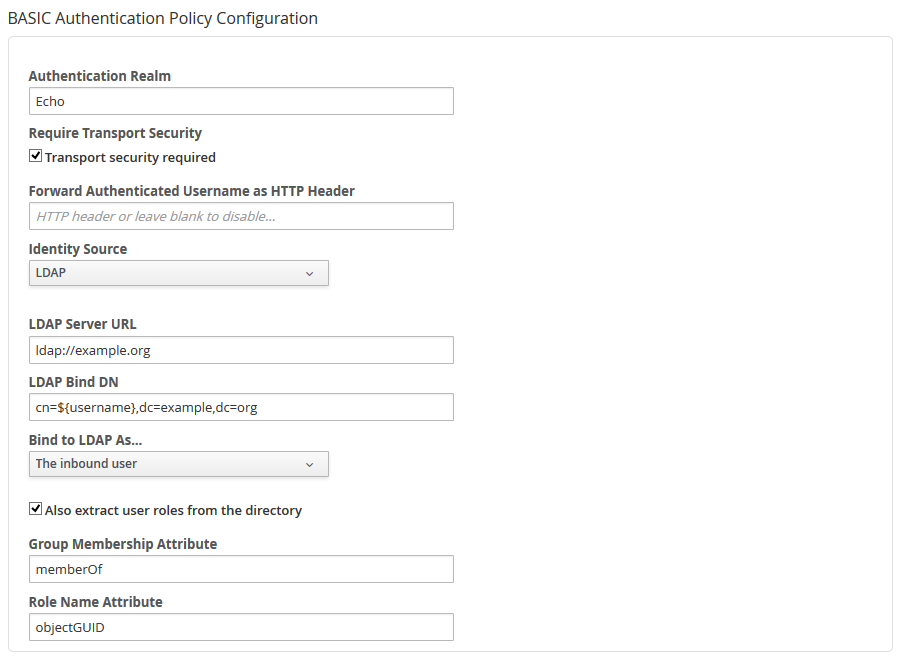 BASIC Authentication Policy Configuration
Authentication Realm
Echo
Require Transport Security
Transport security required
Forward Authenticated Username as HTTP Header
HTTP header or leave blank to disable...
Identity Source
LDAP
LDAP Server URL
ldap://example.org
LDAP Bind DN
cn=${username},dc=example,dc=org
Bind to LDAP As...
The inbound user
Also extract user roles from the directory
Group Membership Attribute
memberOf
Role Name Attribute
objectGUID